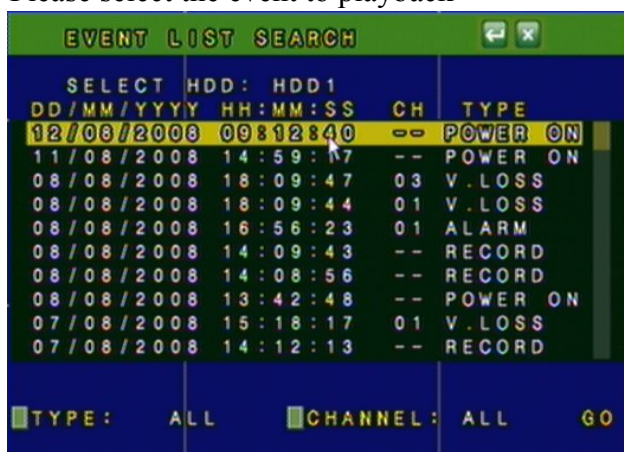 Please select the event to playback
EVENT LIST SEARCH
SELECT HDD: HDD1
DD/MM/YYYY HH:MM:SS CH TYPE
12/08/2008 09:12:40 -- POWER ON
11/08/2008 14:59:17 -- POWER ON
08/08/2008 18:09:47 03 V.LOSS
08/08/2008 18:09:44 01 V.LOSS
08/08/2008 16:56:23 01 ALARM
08/08/2008 14:09:43 -- RECORD
08/08/2008 14:08:56 -- RECORD
08/08/2008 13:42:48 -- POWER ON
07/08/2008 15:18:17 01 V.LOSS
07/08/2008 14:12:13 -- RECORD
TYPE: ALL CHANNEL: ALL GO